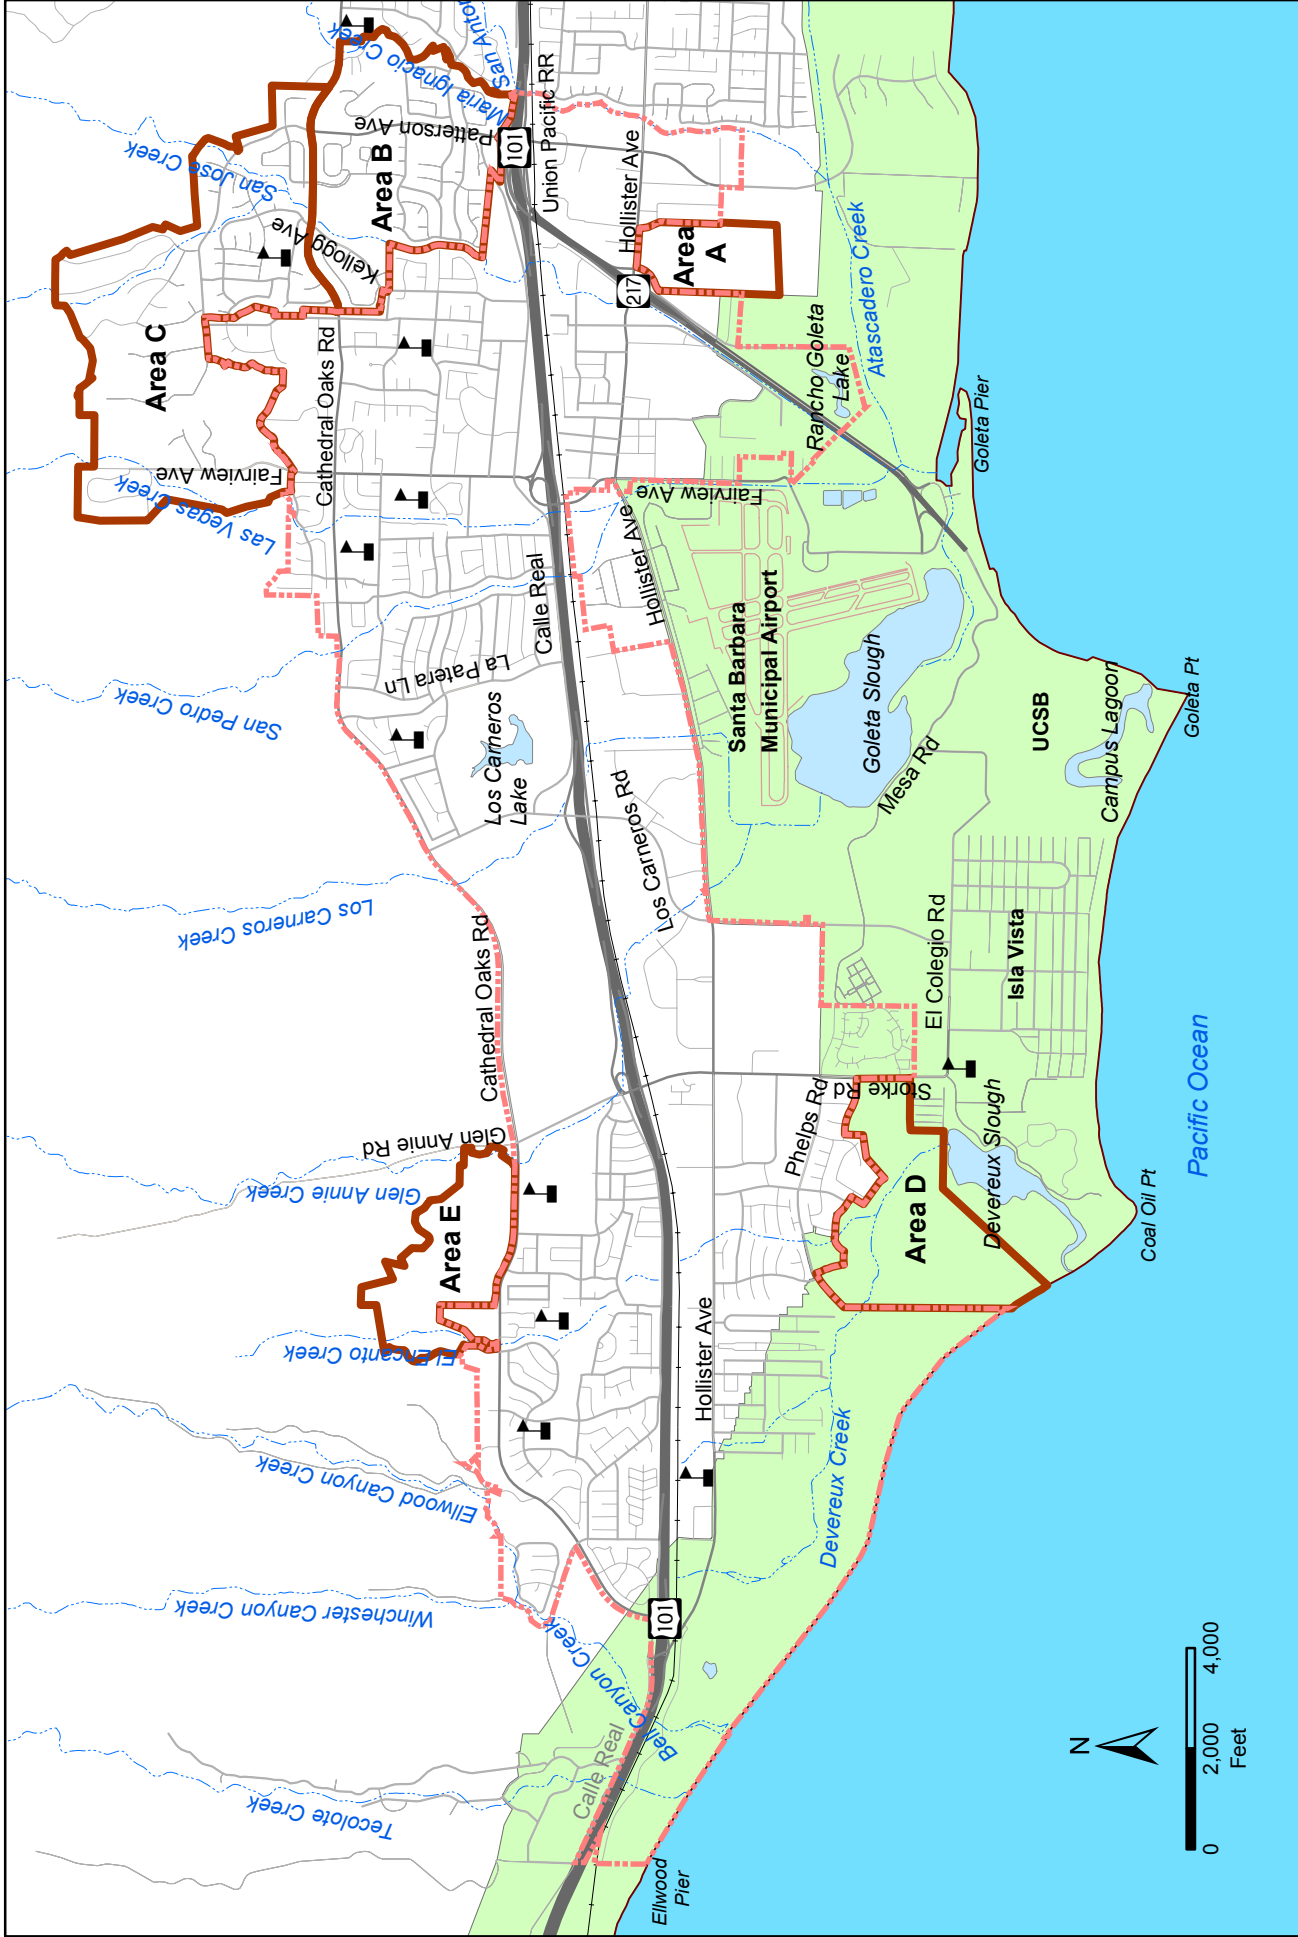 Tecolote Creek
Winchester Canyon Creek
Ellwood Canyon Creek
El Encanto Creek
Glen Annie Creek
Glen Annie Rd
Los Carneros Creek
San Pedro Creek
Las Vegas
Creek
San Jose Creek
Maria Ignacio Creek
Area C
Fairview Ave
Kellogg Ave
Patterson Ave
Area B
Area E
Cathedral Oaks Rd
Cathedral Oaks Rd
Los Carneros
Lake
La Patera Ln
Calle Real
101
Union Pacific RR
Bell Canyon Creek
Calle Real
101
Hollister Ave
Los Carneros Rd
Hollister Ave
Hollister Ave
217
Area
A
Ellwood
Pier
Devereux Creek
Phelps Rd
Storke Rd
Santa Barbara
Municipal Airport
Fairview Ave
Rancho Goleta
Lake
Atascadero Creek
Goleta Slough
Mesa Rd
Area D
El Colegio Rd
Devereux Slough
Isla Vista
UCSB
Goleta Pier
Campus Lagoon
Coal Oil Pt
Goleta Pt
Pacific Ocean
N
0
2,000
4,000
Feet